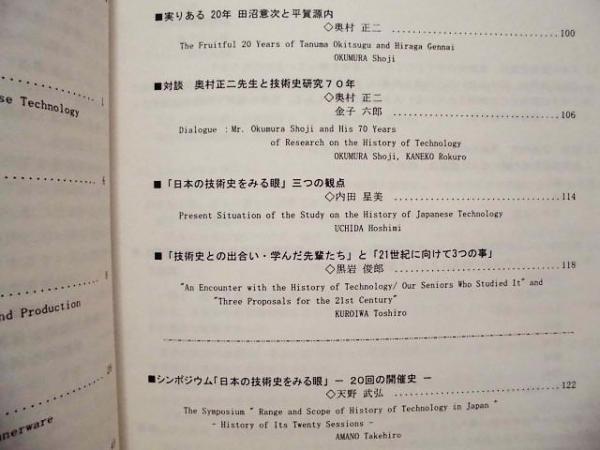 ■実りある 20年 田沼意次と平賀源内
◇奥村 正二 100
The Fruitful 20 Years of Tanuma Okitsugu and Hiraga Gennai
OKUMURA Shoji
■対談 奥村正二先生と技術史研究70年
◇奥村 正二
金子 六郎 106
Dialogue : Mr. Okumura Shoji and His 70 Years
of Research on the History of Technology
OKUMURA Shoji, KANEKO Rokuro
■「日本の技術史をみる眼」三つの観点
◇内田 星美 114
Present Situation of the Study on the History of Japanese Technology
UCHIDA Hoshimi
■「技術史との出合い・学んだ先輩たち」と「21世紀に向けて3つの事」
◇黒岩 俊郎 118
"An Encounter with the History of Technology/ Our Seniors Who Studied It" and
"Three Proposals for the 21st Century"
KUROIWA Toshiro
■シンポジウム「日本の技術史をみる眼」— 20回の開催史 —
◇天野 武弘 122
The Symposium " Range and Scope of History of Technology in Japan "
- History of Its Twenty Sessions -
AMANO Takehiro
1
se Technology
4
8
nd Production
nerware